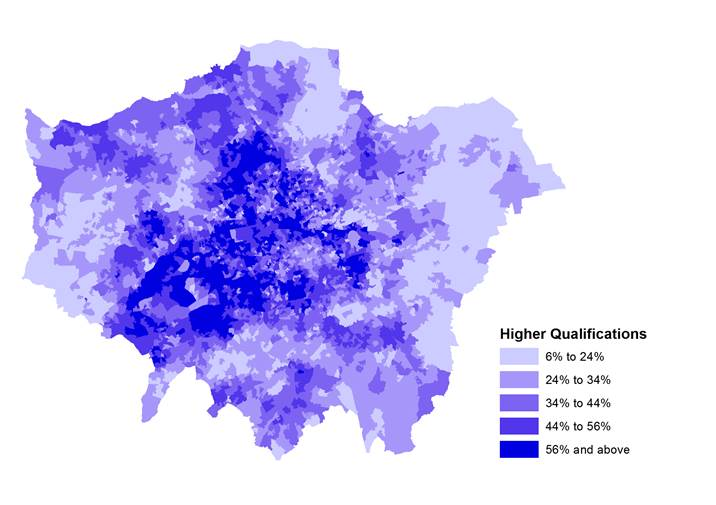 Higher Qualifications
6% to 24%
24% to 34%
34% to 44%
44% to 56%
56% and above